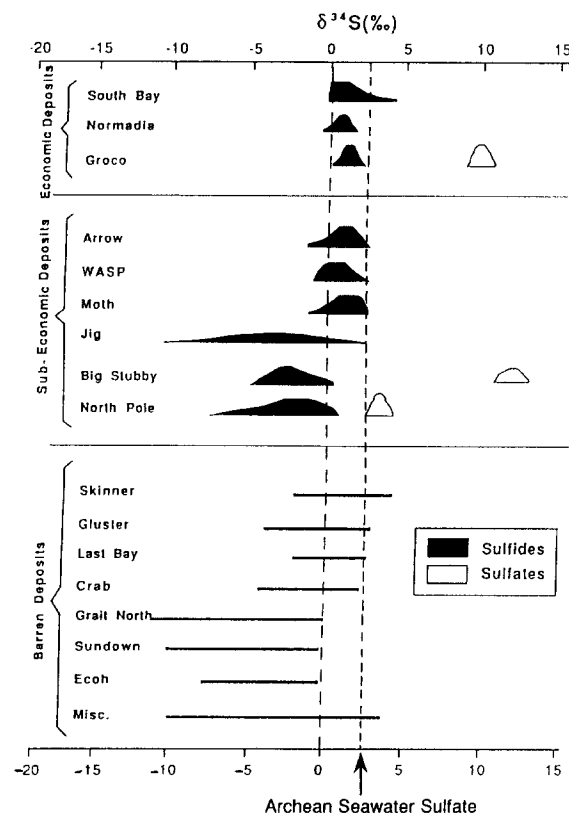 δ³⁴S(‰)
-20 -15 -10 -5 0 5 10 15
Economic Deposits
South Bay
Normadia
Groco
Sub-Economic Deposits
Arrow
WASP
Moth
Jig
Big Stubby
North Pole
Barren Deposits
Skinner
Gluster
Last Bay
Crab
Grait North
Sundown
Ecoh
Misc.
Sulfides
Sulfates
-20 -15 -10 -5 0 5 10 15
Archean Seawater Sulfate